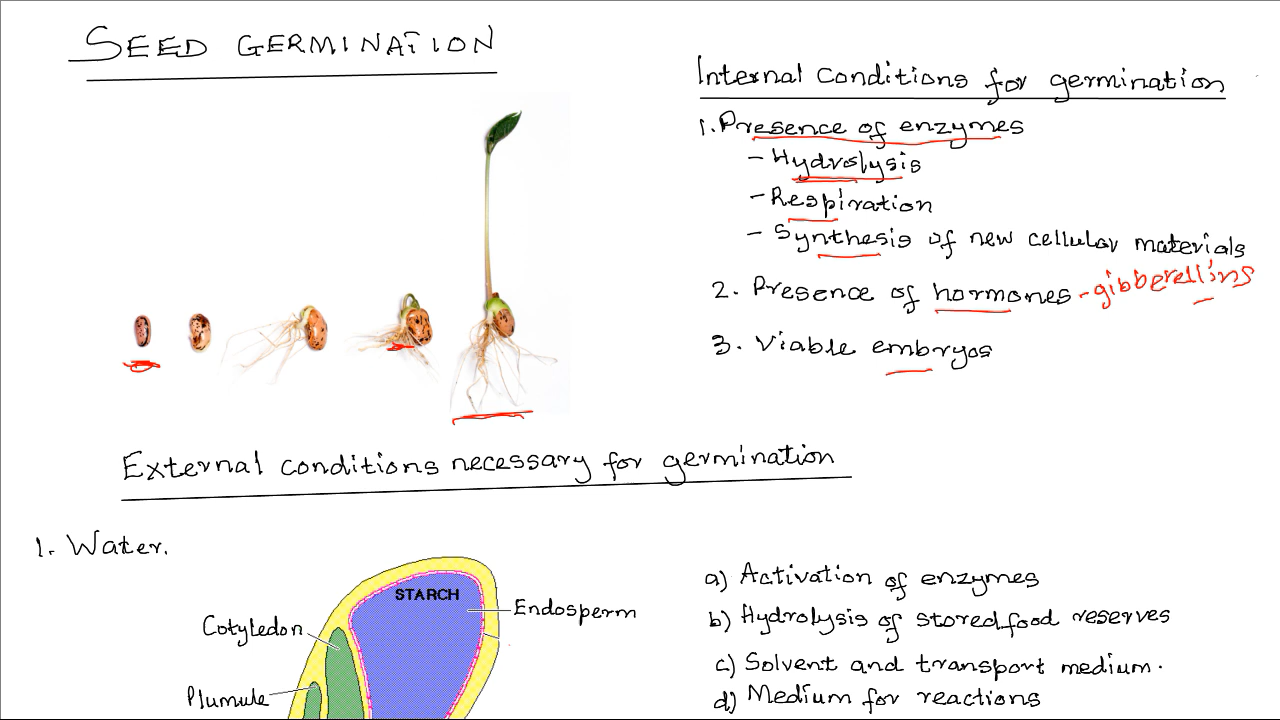 SEED GERMINATION
Internal Conditions for germination
1. Presence of enzymes
- Hydrolysis
- Respiration
- Synthesis of new cellular materials
2. Presence of hormones - gibberellins
3. Viable embryos
External conditions necessary for germination
1. Water.
STARCH
Endosperm
Cotyledon
Plumule
a) Activation of enzymes
b) Hydrolysis of stored food reserves
c) Solvent and transport medium.
d) Medium for reactions